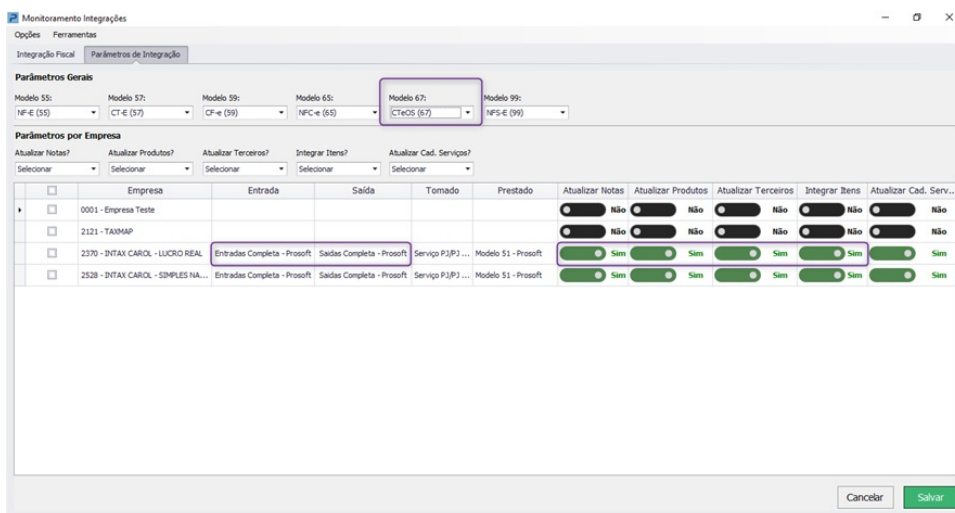 Monitoramento Integrações
Opções Ferramentas
Integração Fiscal Parâmetros de Integração
Parâmetros Gerais
Modelo 55: Modelo 57: Modelo 59: Modelo 65: Modelo 67: Modelo 99:
NF-E (55) CT-E (57) CF-e (59) NFC-e (65) CTeOS (67) NFS-E (99)
Parâmetros por Empresa
Atualizar Notas? Atualizar Produtos? Atualizar Terceiros? Integrar Itens? Atualizar Cad. Serviços?
Selecionar Selecionar Selecionar Selecionar Selecionar
Empresa Entrada Saída Tomado Prestado Atualizar Notas Atualizar Produtos Atualizar Terceiros Integrar Itens Atualizar Cad. Serv...
0001 - Empresa Teste Não Não Não Não Não
2121 - TAXMAP Não Não Não Não Não
2370 - INTAX CAROL - LUCRO REAL Entradas Completa - Prosoft Saidas Completa - Prosoft Serviço PJ/PJ ... Modelo 51 - Prosoft Sim Sim Sim Sim Sim
2528 - INTAX CAROL - SIMPLES NA... Entradas Completa - Prosoft Saidas Completa - Prosoft Serviço PJ/PJ ... Modelo 51 - Prosoft Sim Sim Sim Sim Sim
Cancelar Salvar